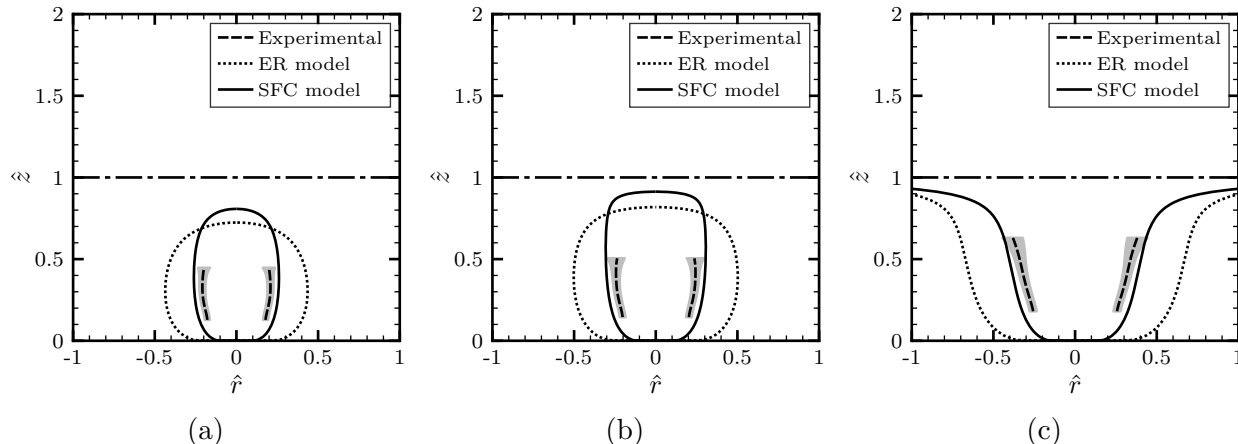 2
1.5
1
0.5
0
ẑ
-1 -0.5 0 0.5 1
r̂
Experimental
ER model
SFC model
(a)
2
1.5
1
0.5
0
ẑ
-1 -0.5 0 0.5 1
r̂
Experimental
ER model
SFC model
(b)
2
1.5
1
0.5
0
ẑ
-1 -0.5 0 0.5 1
r̂
Experimental
ER model
SFC model
(c)